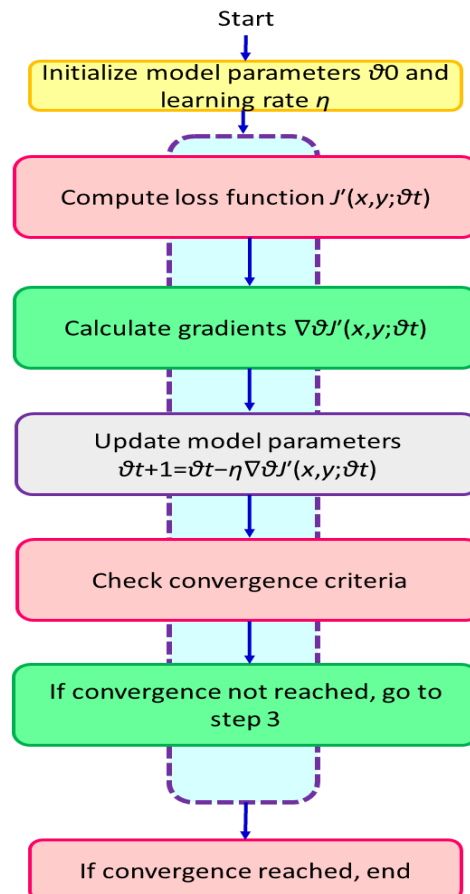 Start
Initialize model parameters 𝜗0 and
learning rate η
Compute loss function J′(x,y;𝜗t)
Calculate gradients ∇𝜗J′(x,y;𝜗t)
Update model parameters
𝜗t+1=𝜗t−η∇𝜗J′(x,y;𝜗t)
Check convergence criteria
If convergence not reached, go to
step 3
If convergence reached, end